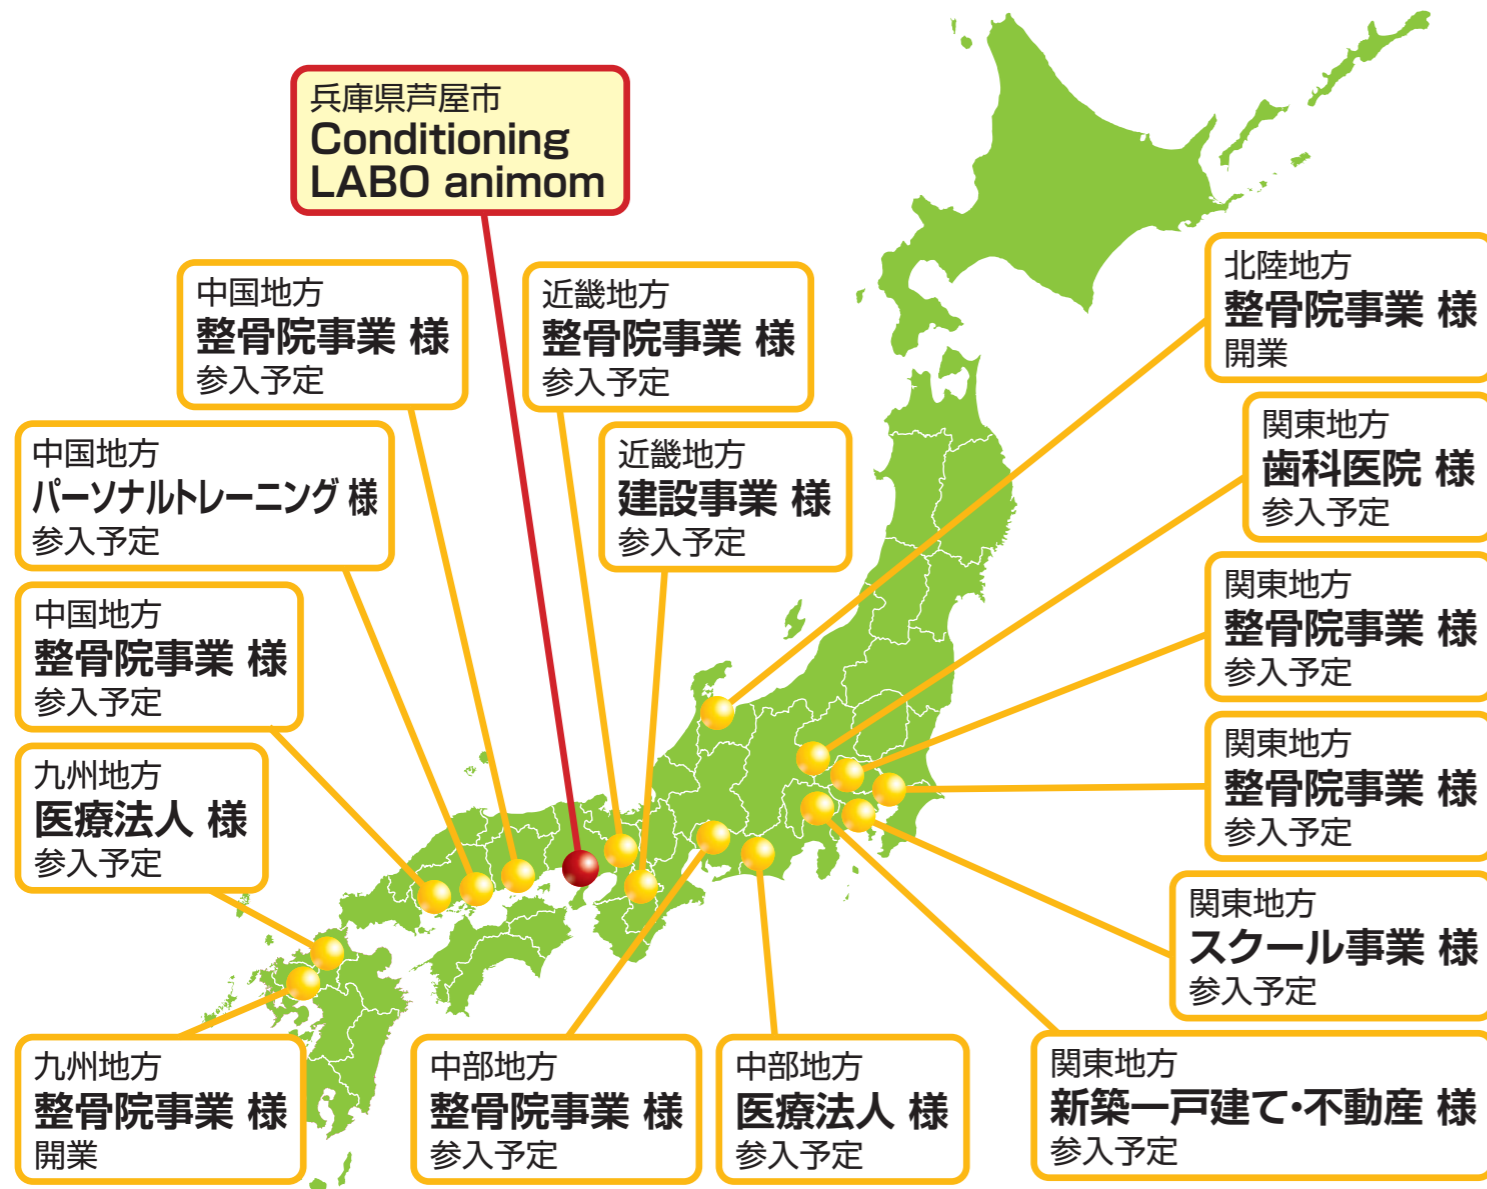 兵庫県芦屋市
Conditioning
LABO animom
中国地方
整骨院事業 様
参入予定
近畿地方
整骨院事業 様
参入予定
北陸地方
整骨院事業 様
開業
中国地方
パーソナルトレーニング 様
参入予定
近畿地方
建設事業 様
参入予定
関東地方
歯科医院 様
参入予定
中国地方
整骨院事業 様
参入予定
関東地方
整骨院事業 様
参入予定
九州地方
医療法人 様
参入予定
関東地方
整骨院事業 様
参入予定
関東地方
スクール事業 様
参入予定
九州地方
整骨院事業 様
開業
中部地方
整骨院事業 様
参入予定
中部地方
医療法人 様
参入予定
関東地方
新築一戸建て・不動産 様
参入予定